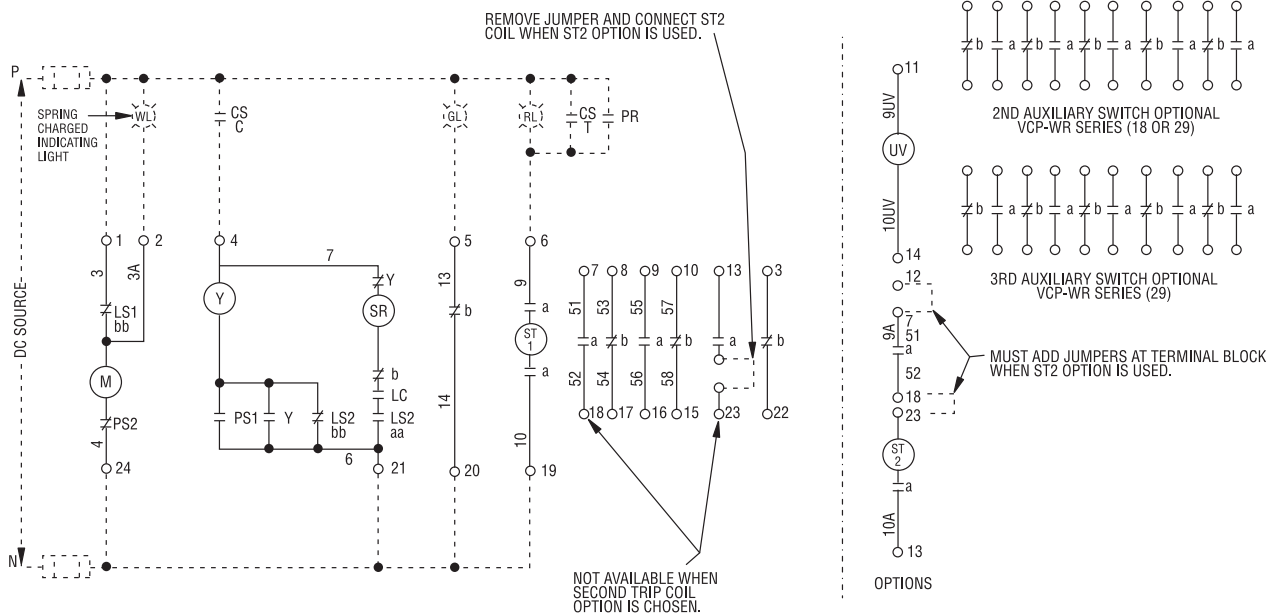 REMOVE JUMPER AND CONNECT ST2
COIL WHEN ST2 OPTION IS USED.
P
SPRING
CHARGED
INDICATING
LIGHT
WL
CS
C
GL
RL
CS
T
PR
DC SOURCE
1
2
4
5
6
3
3A
7
13
9
LS1
bb
Y
Y
SR
b
a
ST
1
a
M
PS2
4
24
b
LC
PS1
Y
LS2
bb
LS2
aa
6
21
14
20
10
19
7
8
9
10
13
3
51
53
55
57
a
b
a
b
a
b
52
54
56
58
18
17
16
15
23
22
N
NOT AVAILABLE WHEN
SECOND TRIP COIL
OPTION IS CHOSEN.
11
9UV
UV
10UV
14
12
7
9A
51
a
52
18
23
ST
2
a
10A
13
OPTIONS
MUST ADD JUMPERS AT TERMINAL BLOCK
WHEN ST2 OPTION IS USED.
b a b a b a b a b a
2ND AUXILIARY SWITCH OPTIONAL
VCP-WR SERIES (18 OR 29)
b a b a b a b a b a
3RD AUXILIARY SWITCH OPTIONAL
VCP-WR SERIES (29)